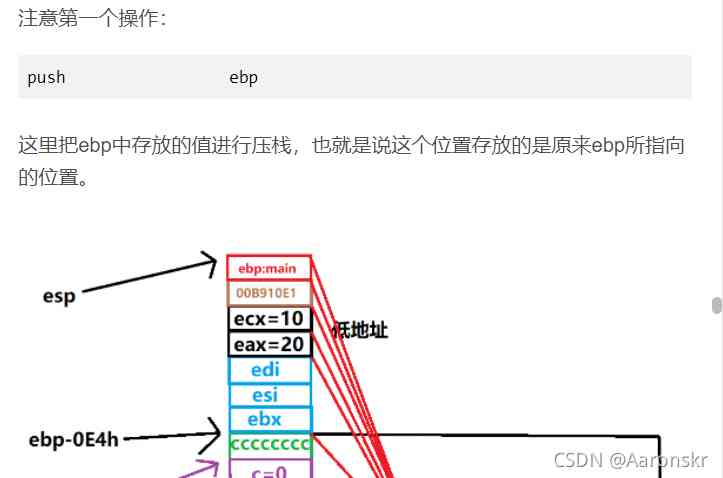 注意第一个操作：
push ebp
这里把ebp中存放的值进行压栈，也就是说这个位置存放的是原来ebp所指向
的位置。
ebp:main
esp
00B910E1
ecx=10
低地址
eax=20
edi
esi
ebx
ebp-0E4h
cccccccc
c=0
CSDN @Aaronskr